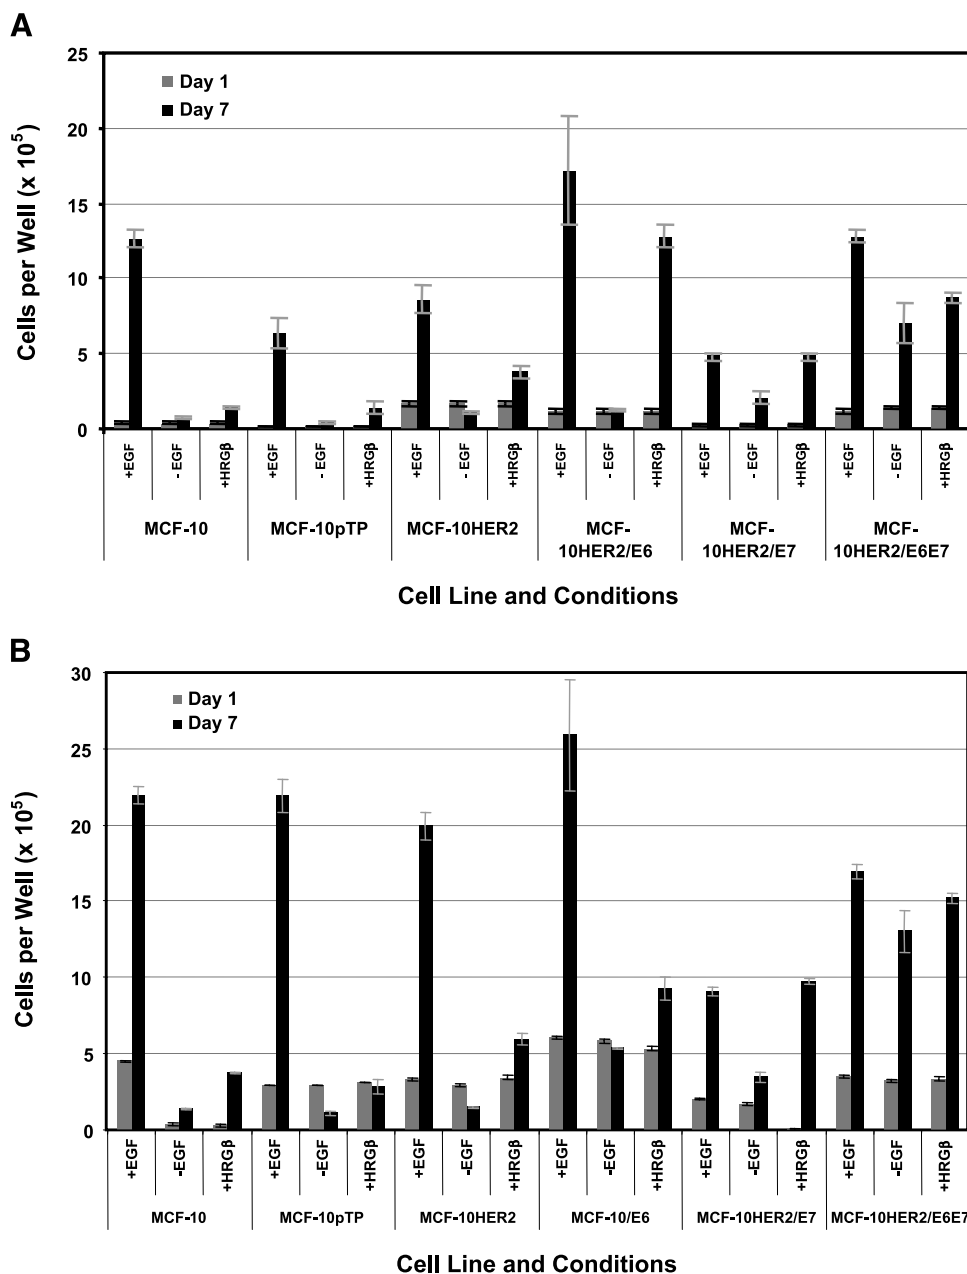 A
25
20
15
10
5
0
Cells per Well (x 10⁵)
Day 1
Day 7
+EGF
- EGF
+HRGβ
+EGF
- EGF
+HRGβ
+EGF
- EGF
+HRGβ
+EGF
- EGF
+HRGβ
+EGF
- EGF
+HRGβ
+EGF
- EGF
+HRGβ
MCF-10
MCF-10pTP
MCF-10HER2
MCF-
10HER2/E6
MCF-
10HER2/E7
MCF-
10HER2/E6E7
Cell Line and Conditions
B
30
25
20
15
10
5
0
Cells per Well (x 10⁵)
Day 1
Day 7
+EGF
-EGF
+HRGβ
+EGF
-EGF
+HRGβ
+EGF
-EGF
+HRGβ
+EGF
-EGF
+HRGβ
+EGF
-EGF
+HRGβ
+EGF
-EGF
+HRGβ
MCF-10
MCF-10pTP
MCF-10HER2
MCF-10/E6
MCF-10HER2/E7
MCF-10HER2/E6E7
Cell Line and Conditions